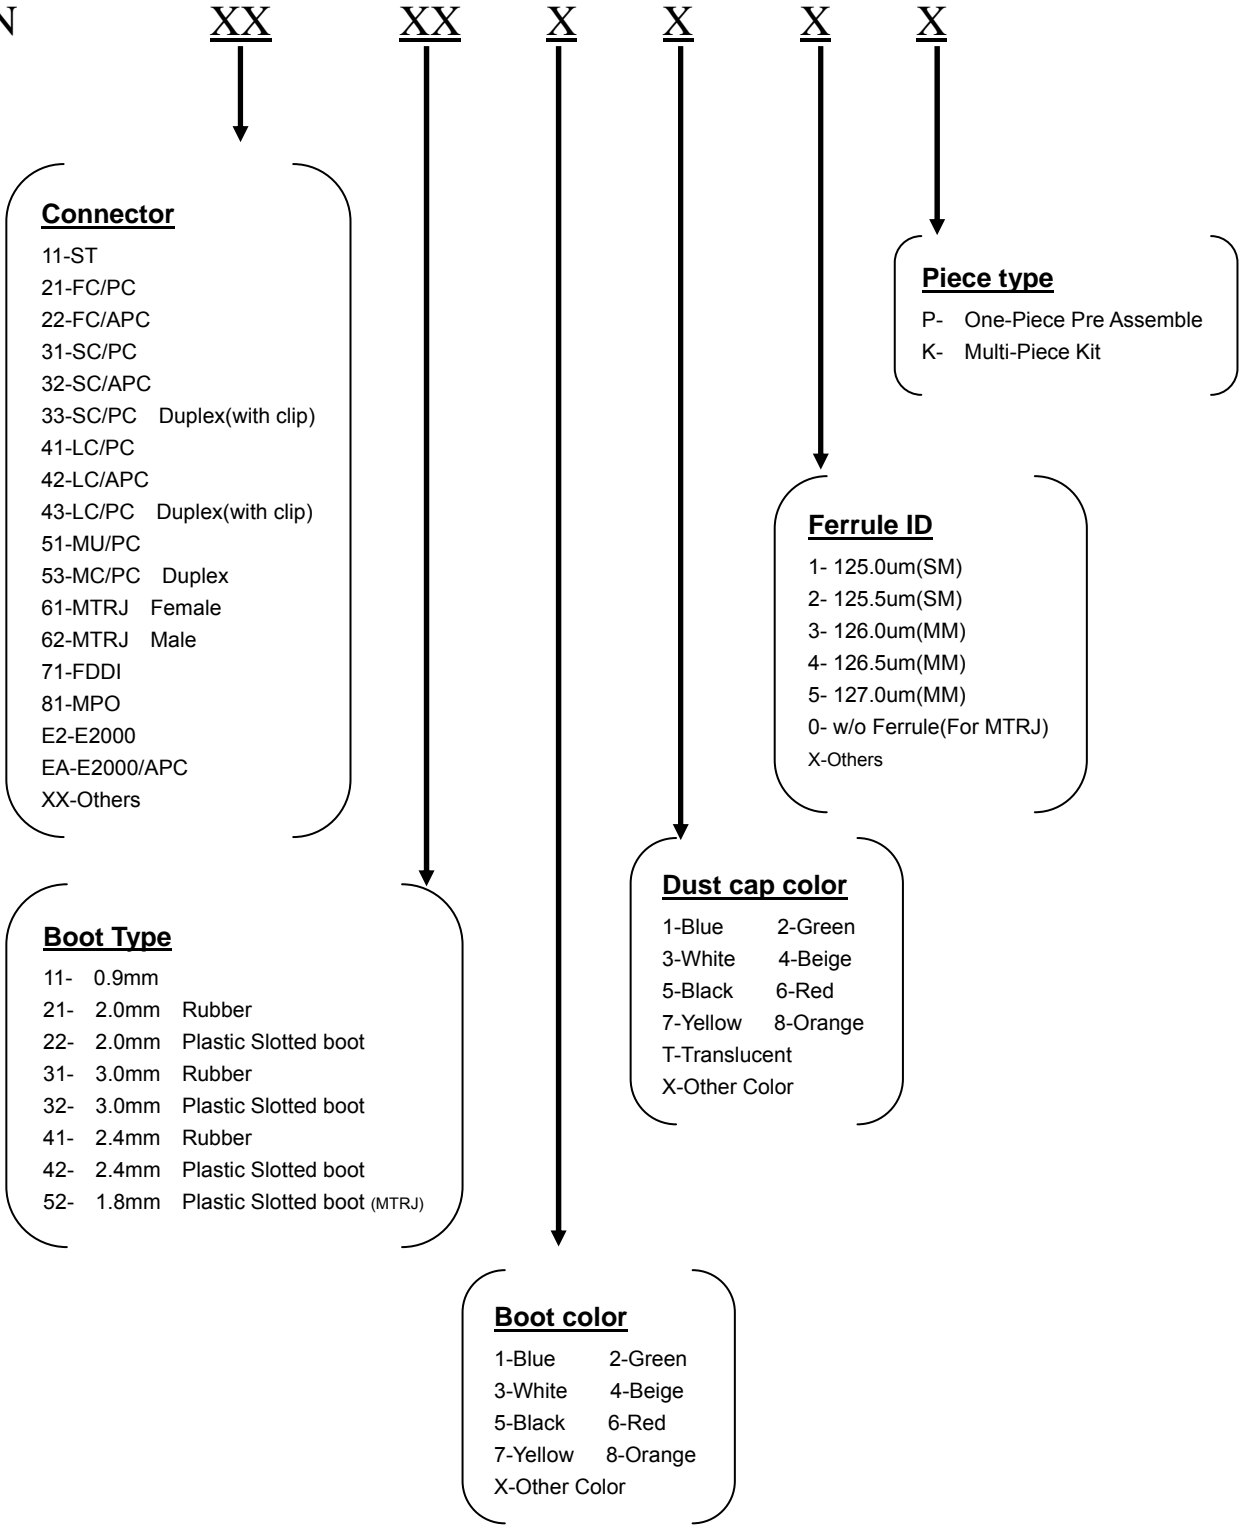 N XX XX X X X X
Connector
11-ST
21-FC/PC
22-FC/APC
31-SC/PC
32-SC/APC
33-SC/PC Duplex(with clip)
41-LC/PC
42-LC/APC
43-LC/PC Duplex(with clip)
51-MU/PC
53-MC/PC Duplex
61-MTRJ Female
62-MTRJ Male
71-FDDI
81-MPO
E2-E2000
EA-E2000/APC
XX-Others
Piece type
P- One-Piece Pre Assemble
K- Multi-Piece Kit
Ferrule ID
1- 125.0um(SM)
2- 125.5um(SM)
3- 126.0um(MM)
4- 126.5um(MM)
5- 127.0um(MM)
0- w/o Ferrule(For MTRJ)
X-Others
Dust cap color
1-Blue 2-Green
3-White 4-Beige
5-Black 6-Red
7-Yellow 8-Orange
T-Translucent
X-Other Color
Boot Type
11- 0.9mm
21- 2.0mm Rubber
22- 2.0mm Plastic Slotted boot
31- 3.0mm Rubber
32- 3.0mm Plastic Slotted boot
41- 2.4mm Rubber
42- 2.4mm Plastic Slotted boot
52- 1.8mm Plastic Slotted boot (MTRJ)
Boot color
1-Blue 2-Green
3-White 4-Beige
5-Black 6-Red
7-Yellow 8-Orange
X-Other Color